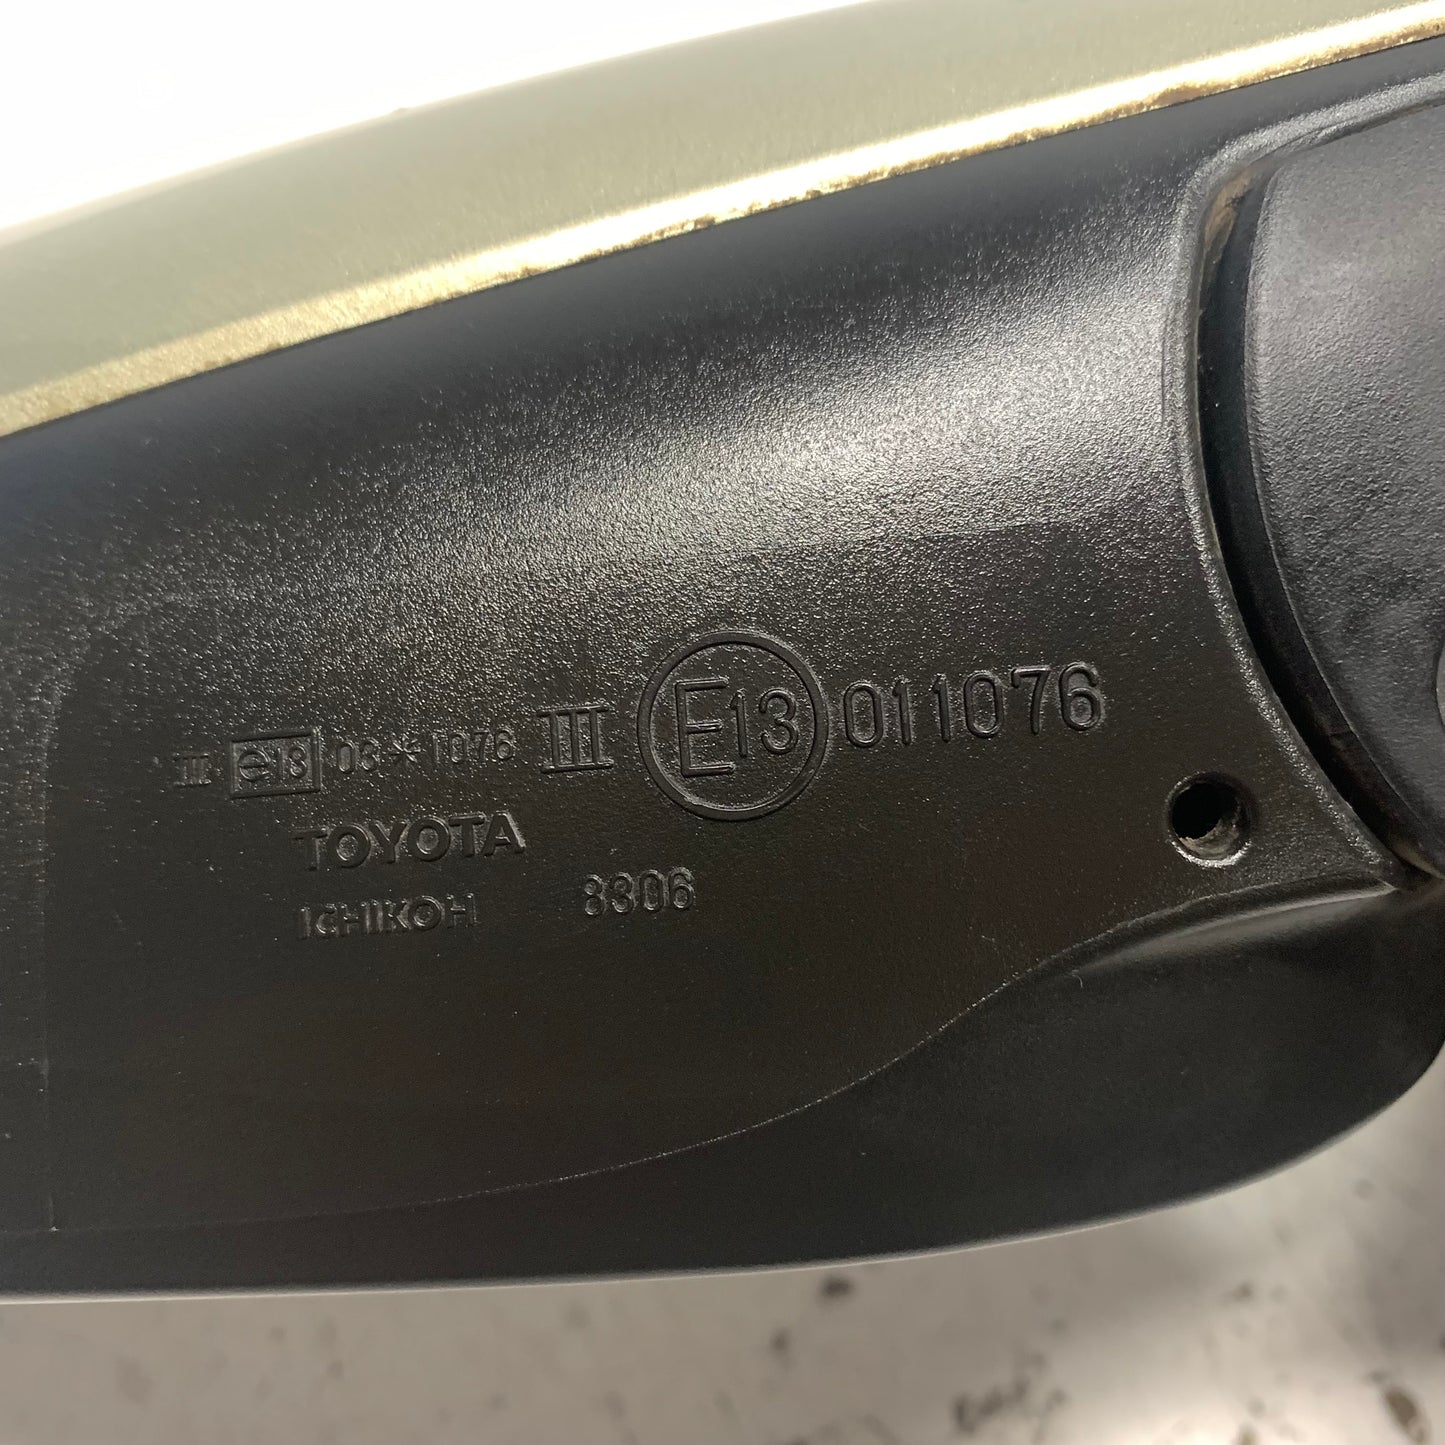 III e13 03*1076 III E13 011076
TOYOTA
ICHIKOH 8306